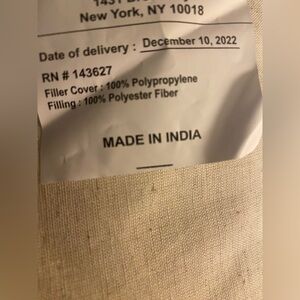 New York, NY 10018
Date of delivery : December 10, 2022
RN # 143627
Filler Cover : 100% Polypropylene
Filling : 100% Polyester Fiber
MADE IN INDIA